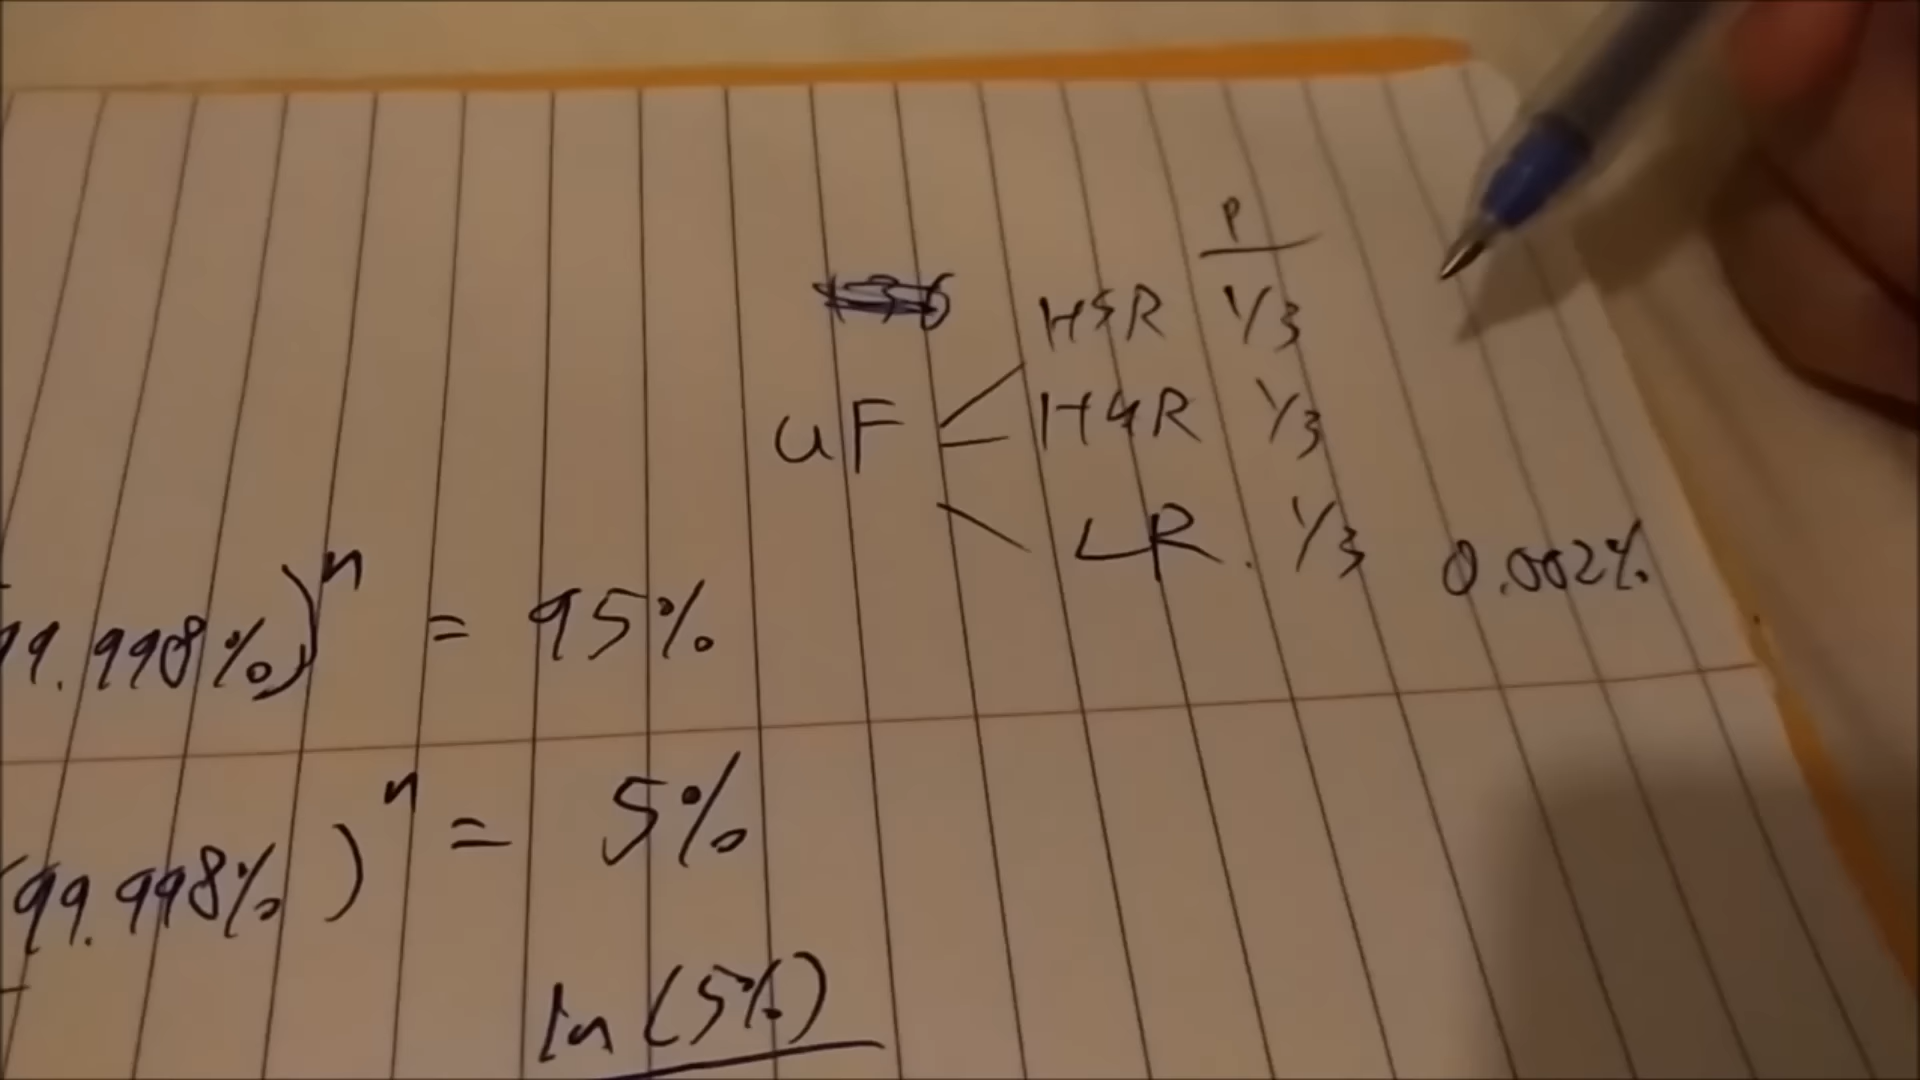 P
HSR 1/3
UF H4R 1/3
LR. 1/3 0.002%
99.998%)^n = 95%
(99.998%)^n = 5%
ln(5%)